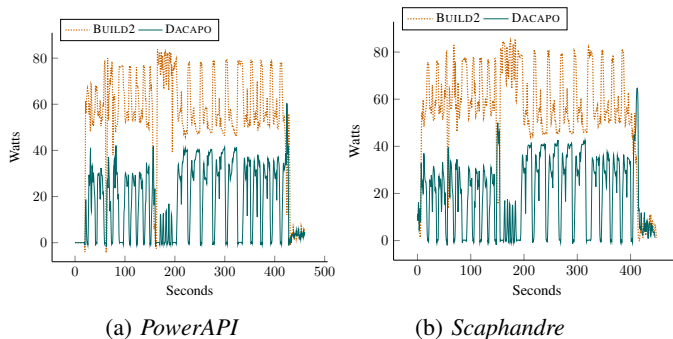 BUILD2 DACAPO
80
60
40
20
0
Watts
0 100 200 300 400 500
Seconds
(a) PowerAPI
BUILD2 DACAPO
80
60
40
20
0
Watts
0 100 200 300 400
Seconds
(b) Scaphandre